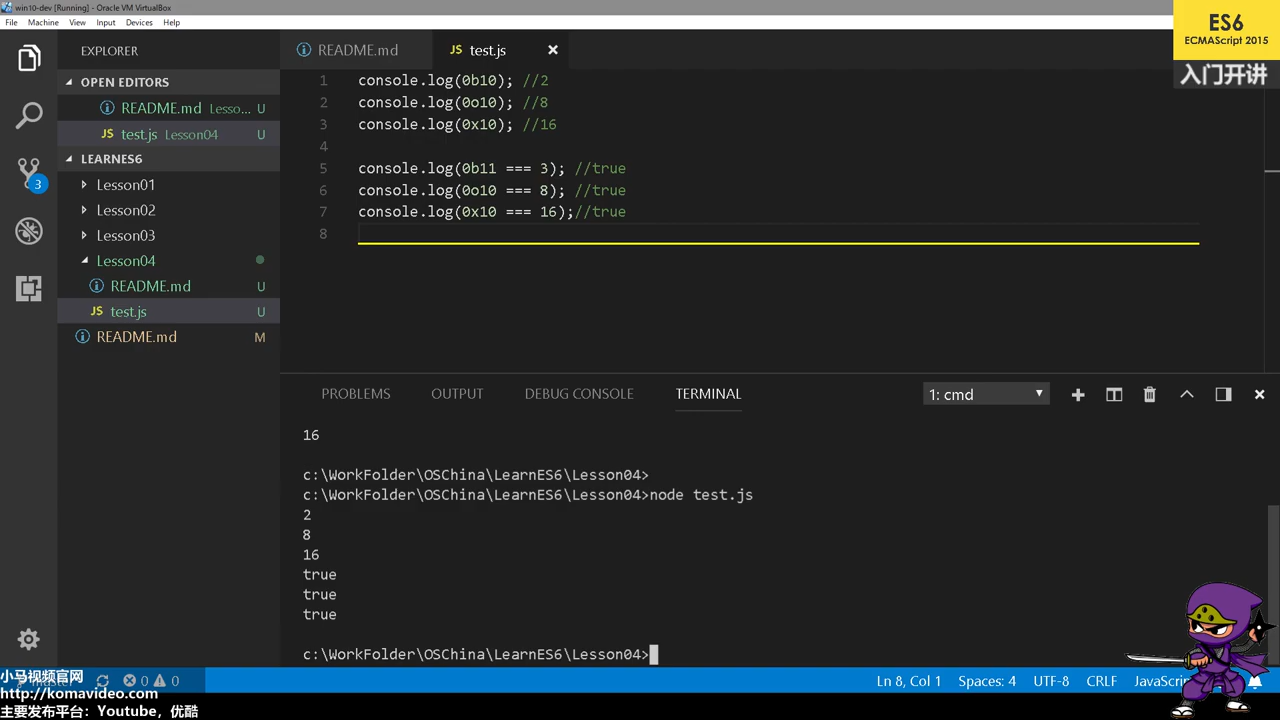 win10-dev [Running] - Oracle VM VirtualBox
File Machine View Input Devices Help
ES6
ECMAScript 2015
入门开讲
EXPLORER
README.md
JS test.js
OPEN EDITORS
README.md Lesso... U
JS test.js Lesson04 U
LEARNES6
3
Lesson01
Lesson02
Lesson03
Lesson04
README.md U
JS test.js U
README.md M
1 console.log(0b10); //2
2 console.log(0o10); //8
3 console.log(0x10); //16
4
5 console.log(0b11 === 3); //true
6 console.log(0o10 === 8); //true
7 console.log(0x10 === 16);//true
8
PROBLEMS OUTPUT DEBUG CONSOLE TERMINAL 1: cmd
16
c:\WorkFolder\OSChina\LearnES6\Lesson04>
c:\WorkFolder\OSChina\LearnES6\Lesson04>node test.js
2
8
16
true
true
true
c:\WorkFolder\OSChina\LearnES6\Lesson04>
小马视频官网
http://komavideo.com
主要发布平台：Youtube，优酷
0 0
Ln 8, Col 1 Spaces: 4 UTF-8 CRLF